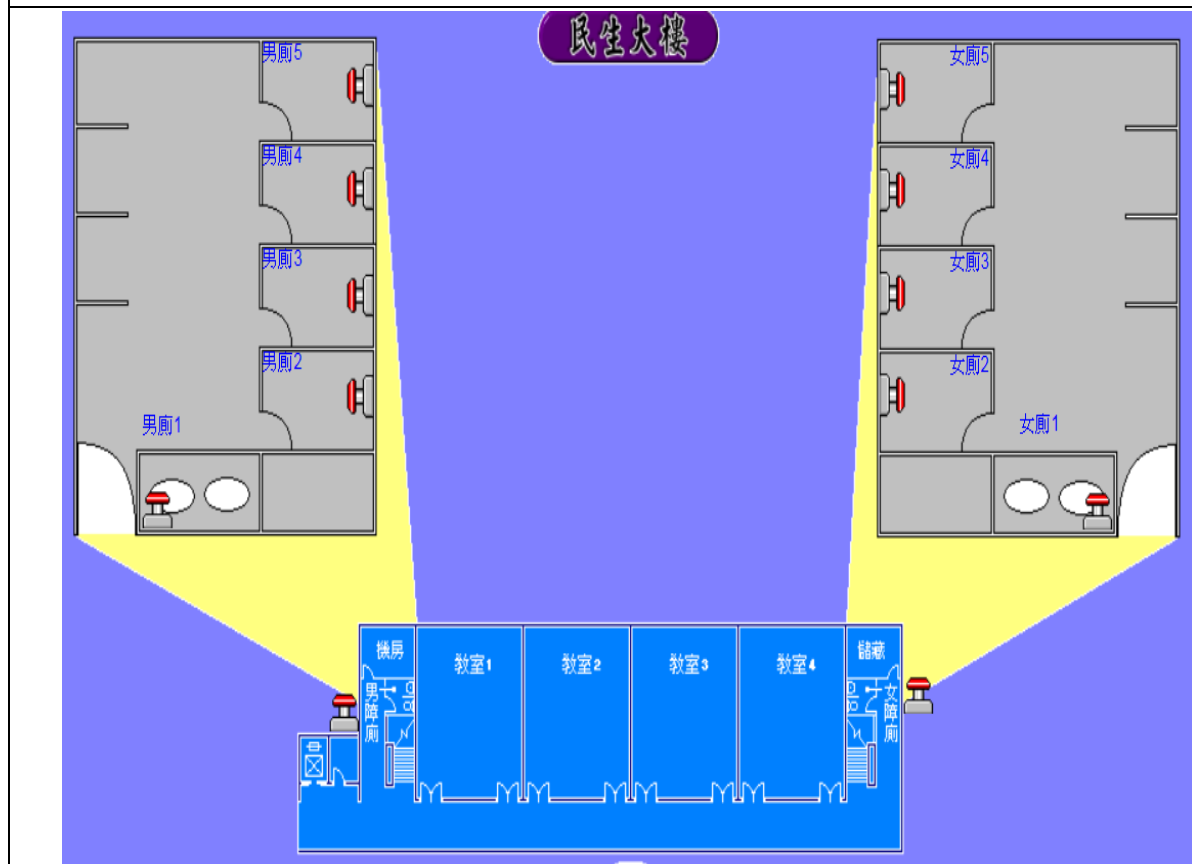 民生大樓
男廁5
男廁4
男廁3
男廁2
男廁1
女廁5
女廁4
女廁3
女廁2
女廁1
機房
教室1
教室2
教室3
教室4
儲藏
男障廁
女障廁